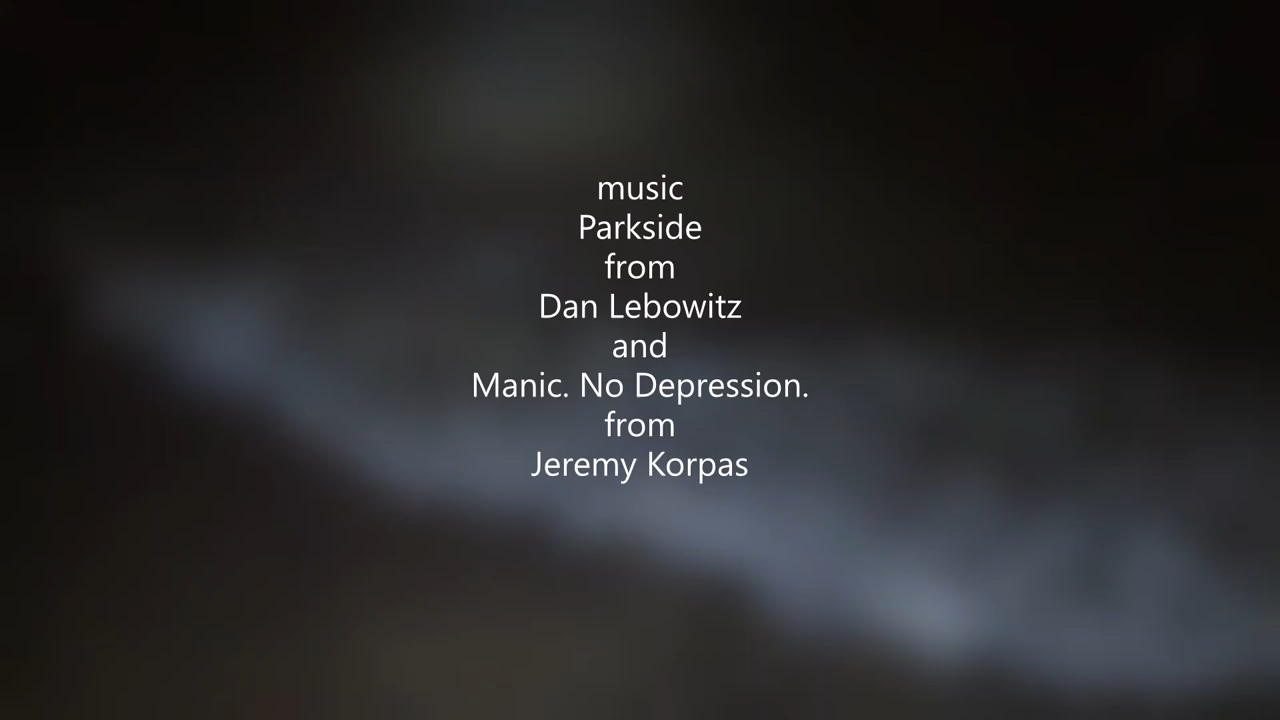 music
Parkside
from
Dan Lebowitz
and
Manic. No Depression.
from
Jeremy Korpas